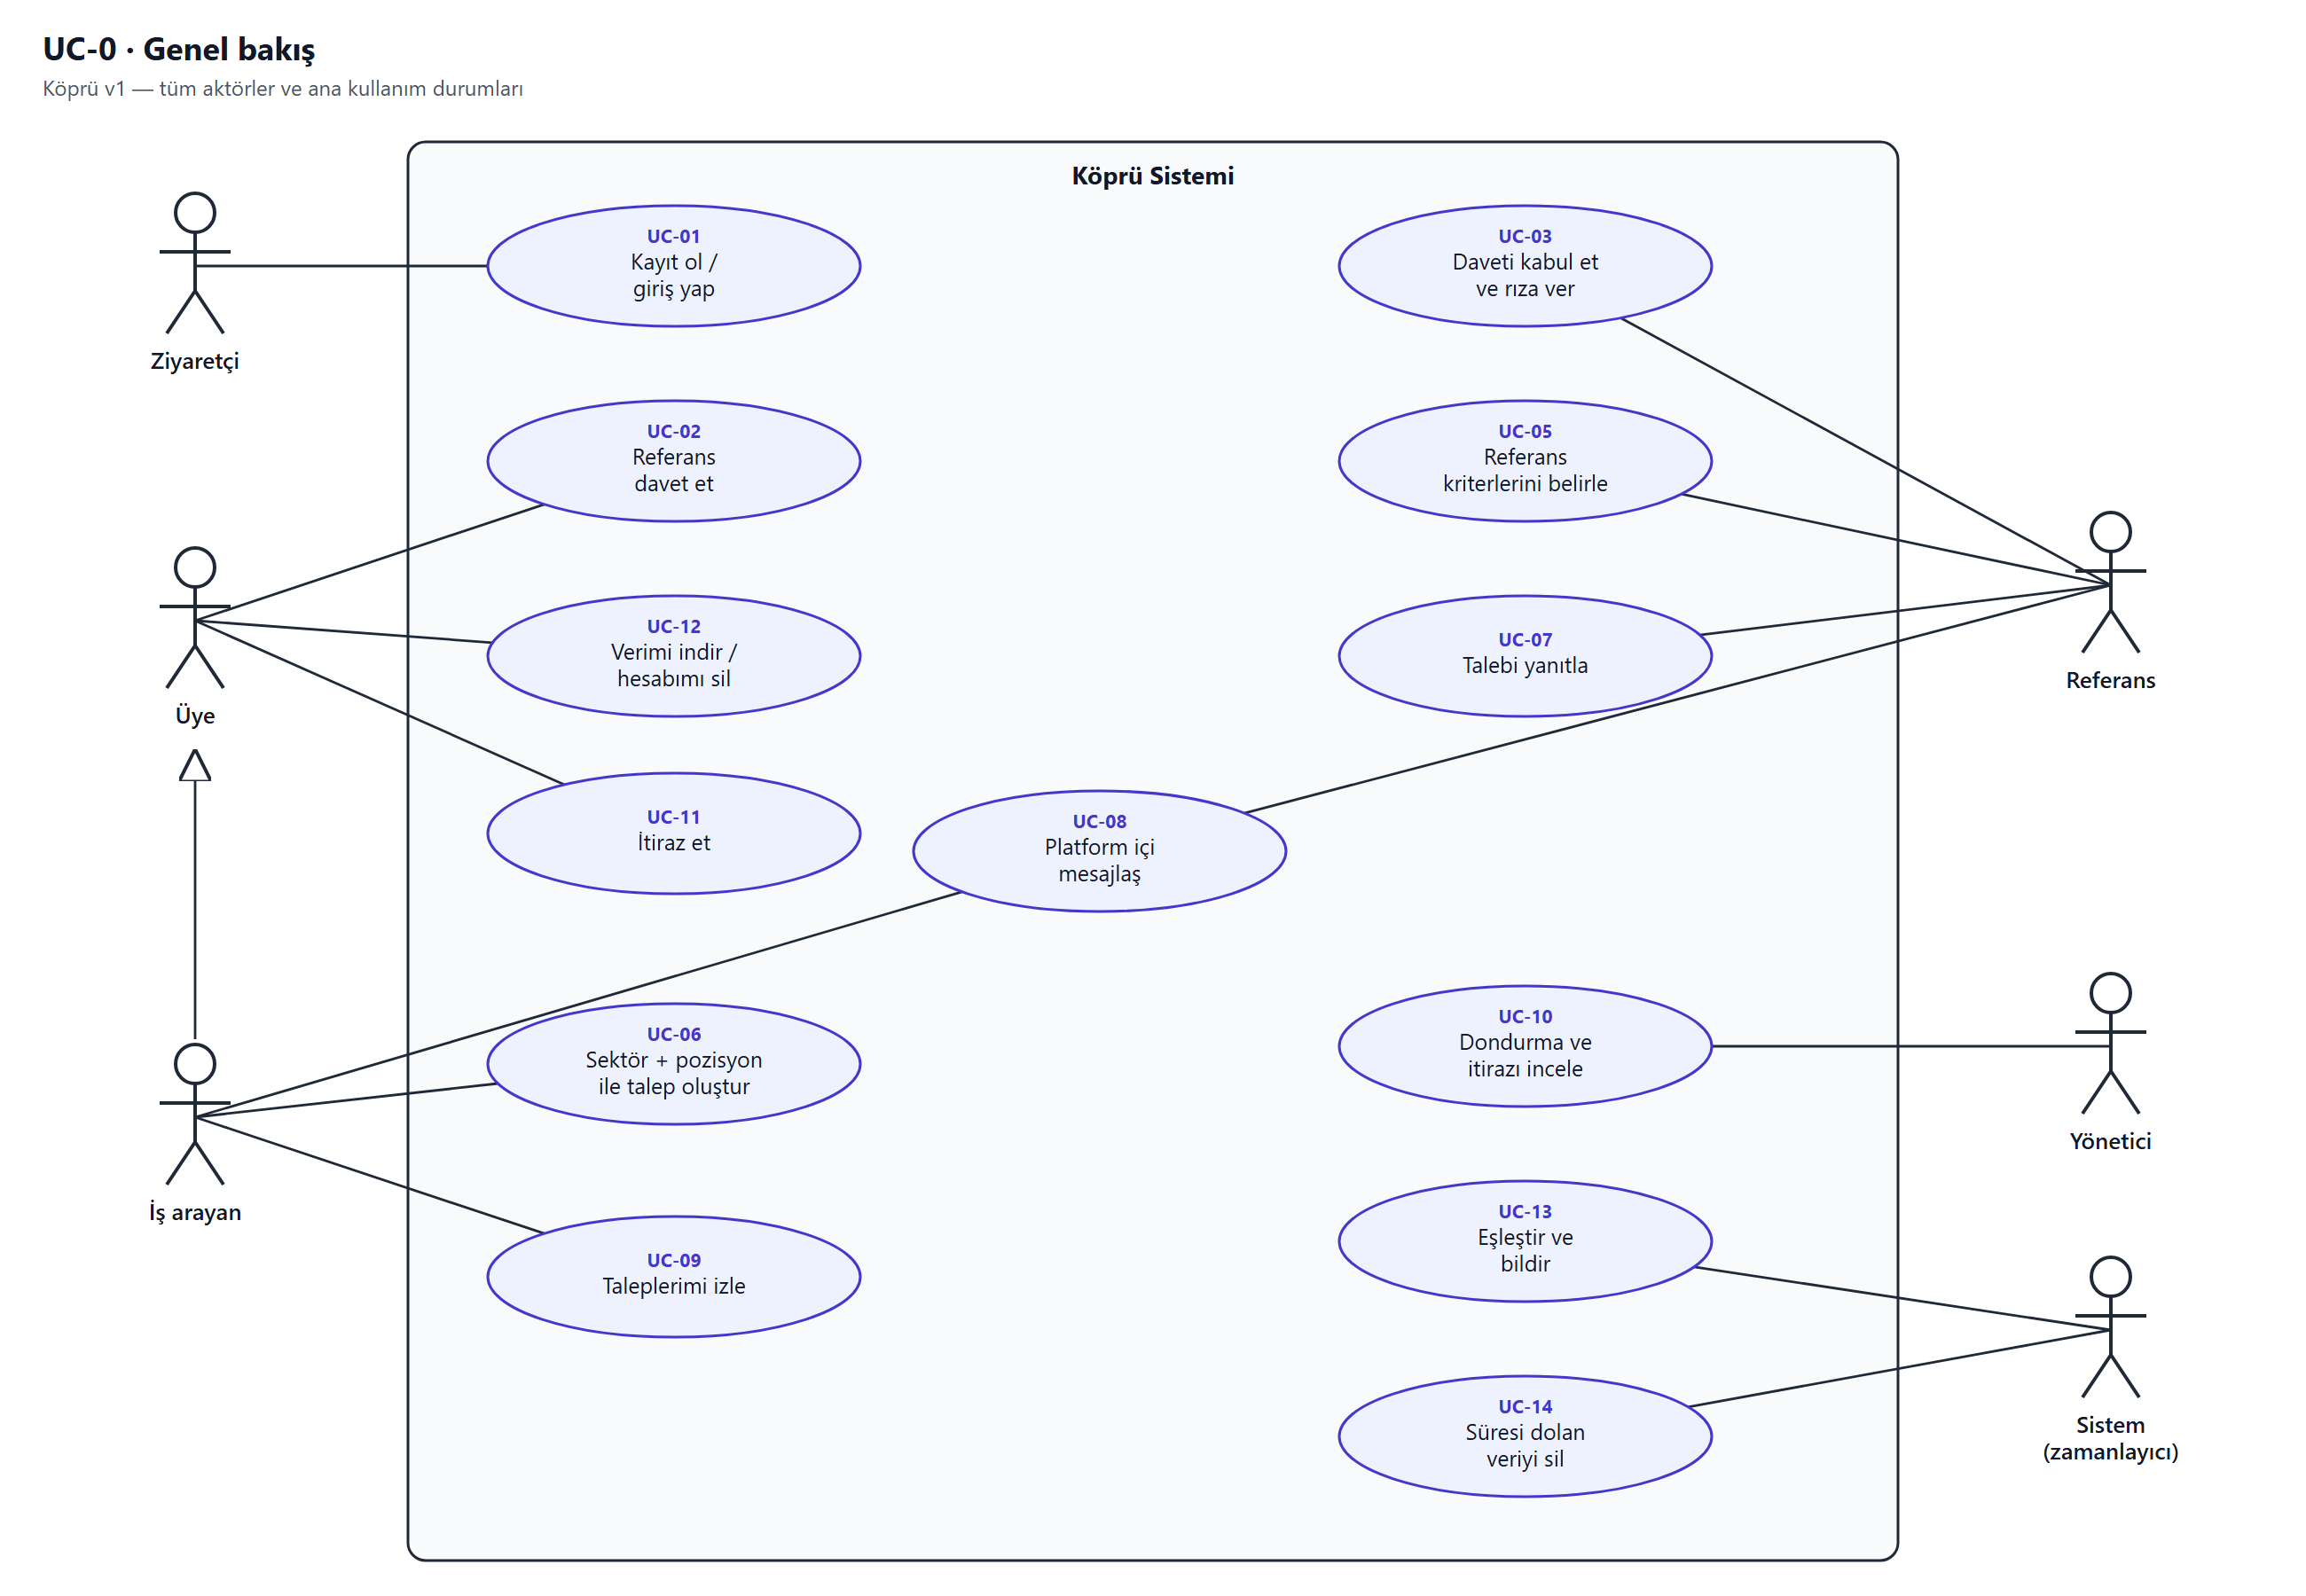 UC-0 · Genel bakış
Köprü v1 — tüm aktörler ve ana kullanım durumları
Köprü Sistemi
Ziyaretçi
UC-01
Kayıt ol /
giriş yap
UC-03
Daveti kabul et
ve rıza ver
UC-02
Referans
davet et
UC-05
Referans
kriterlerini belirle
Üye
UC-12
Verimi indir /
hesabımı sil
UC-07
Talebi yanıtla
Referans
UC-11
İtiraz et
UC-08
Platform içi
mesajlaş
İş arayan
UC-06
Sektör + pozisyon
ile talep oluştur
UC-10
Dondurma ve
itirazı incele
Yönetici
UC-09
Taleplerimi izle
UC-13
Eşleştir ve
bildir
UC-14
Süresi dolan
veriyi sil
Sistem
(zamanlayıcı)